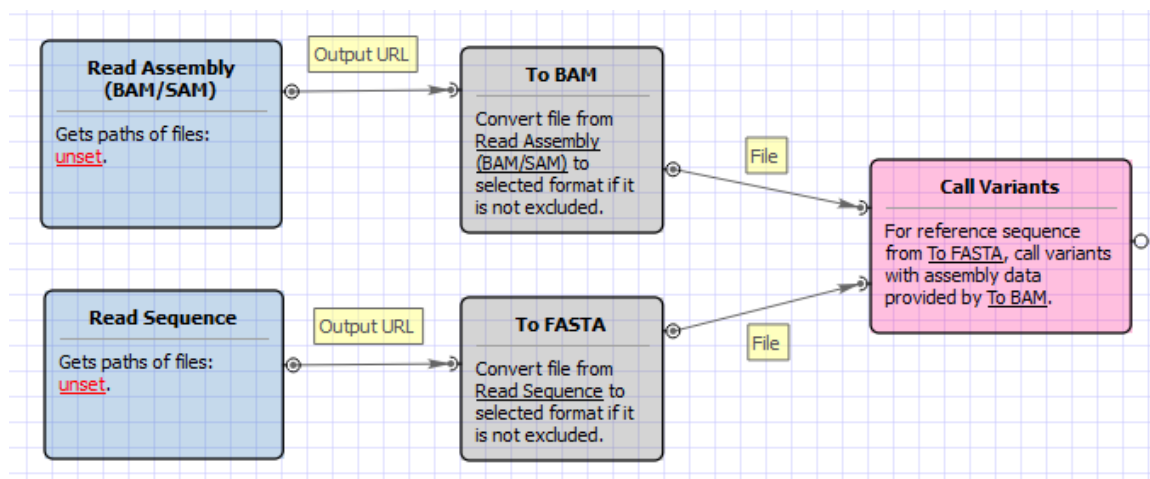 Read Assembly
(BAM/SAM)
Gets paths of files:
unset.
Output URL
To BAM
Convert file from
Read Assembly
(BAM/SAM) to
selected format if it
is not excluded.
File
Call Variants
For reference sequence
from To FASTA, call variants
with assembly data
provided by To BAM.
Read Sequence
Gets paths of files:
unset.
Output URL
To FASTA
Convert file from
Read Sequence to
selected format if it
is not excluded.
File